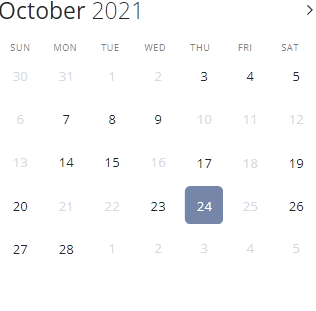 October 2021
SUN MON TUE WED THU FRI SAT
30 31 1 2 3 4 5
6 7 8 9 10 11 12
13 14 15 16 17 18 19
20 21 22 23 24 25 26
27 28 1 2 3 4 5